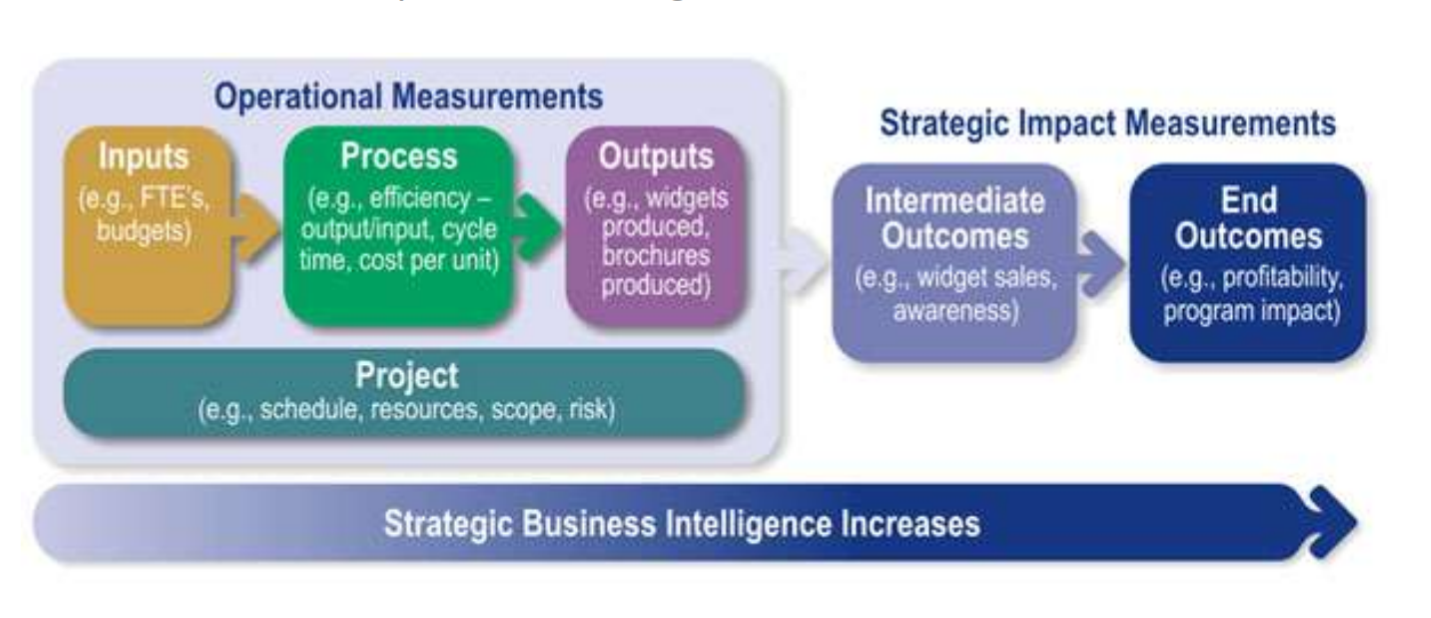 Operational Measurements
Inputs
(e.g., FTE's,
budgets)
Process
(e.g., efficiency –
output/input, cycle
time, cost per unit)
Outputs
(e.g., widgets
produced,
brochures
produced)
Project
(e.g., schedule, resources, scope, risk)
Strategic Impact Measurements
Intermediate
Outcomes
(e.g., widget sales,
awareness)
End
Outcomes
(e.g., profitability,
program impact)
Strategic Business Intelligence Increases